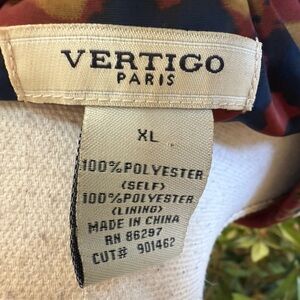 VERTIGO
PARIS
XL
100%POLYESTER
(SELF)
100%POLYESTER
(LINING)
MADE IN CHINA
RN 86297
CUT# 901462